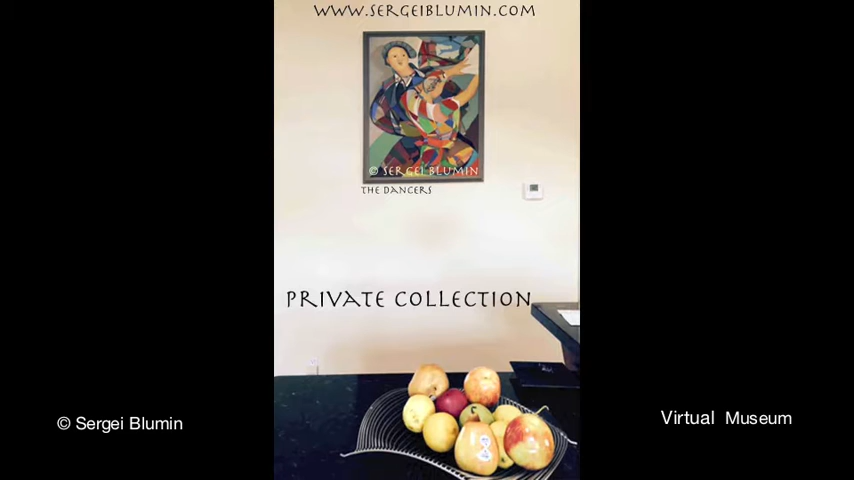 WWW.SERGEIBLUMIN.COM
© SERGEI BLUMIN
THE DANCERS
PRIVATE COLLECTION
© Sergei Blumin
Virtual Museum